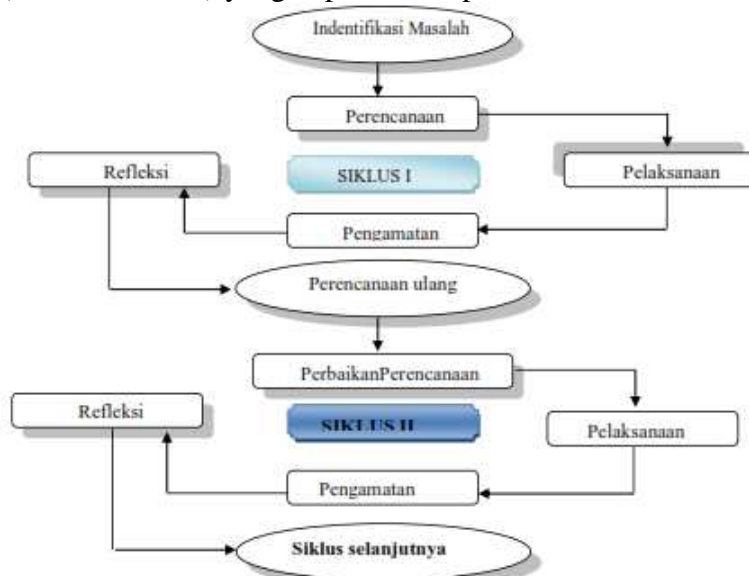 Indentifikasi Masalah
Perencanaan
Refleksi
SIKLUS I
Pelaksanaan
Pengamatan
Perencanaan ulang
PerbaikanPerencanaan
Refleksi
SIKLUS II
Pelaksanaan
Pengamatan
Siklus selanjutnya